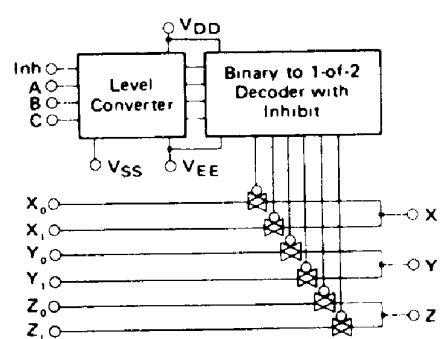 VDD
Inh
A
B
C
Level
Converter
Binary to 1-of-2
Decoder with
Inhibit
VSS
VEE
X0
X1
X
Y0
Y1
Y
Z0
Z1
Z